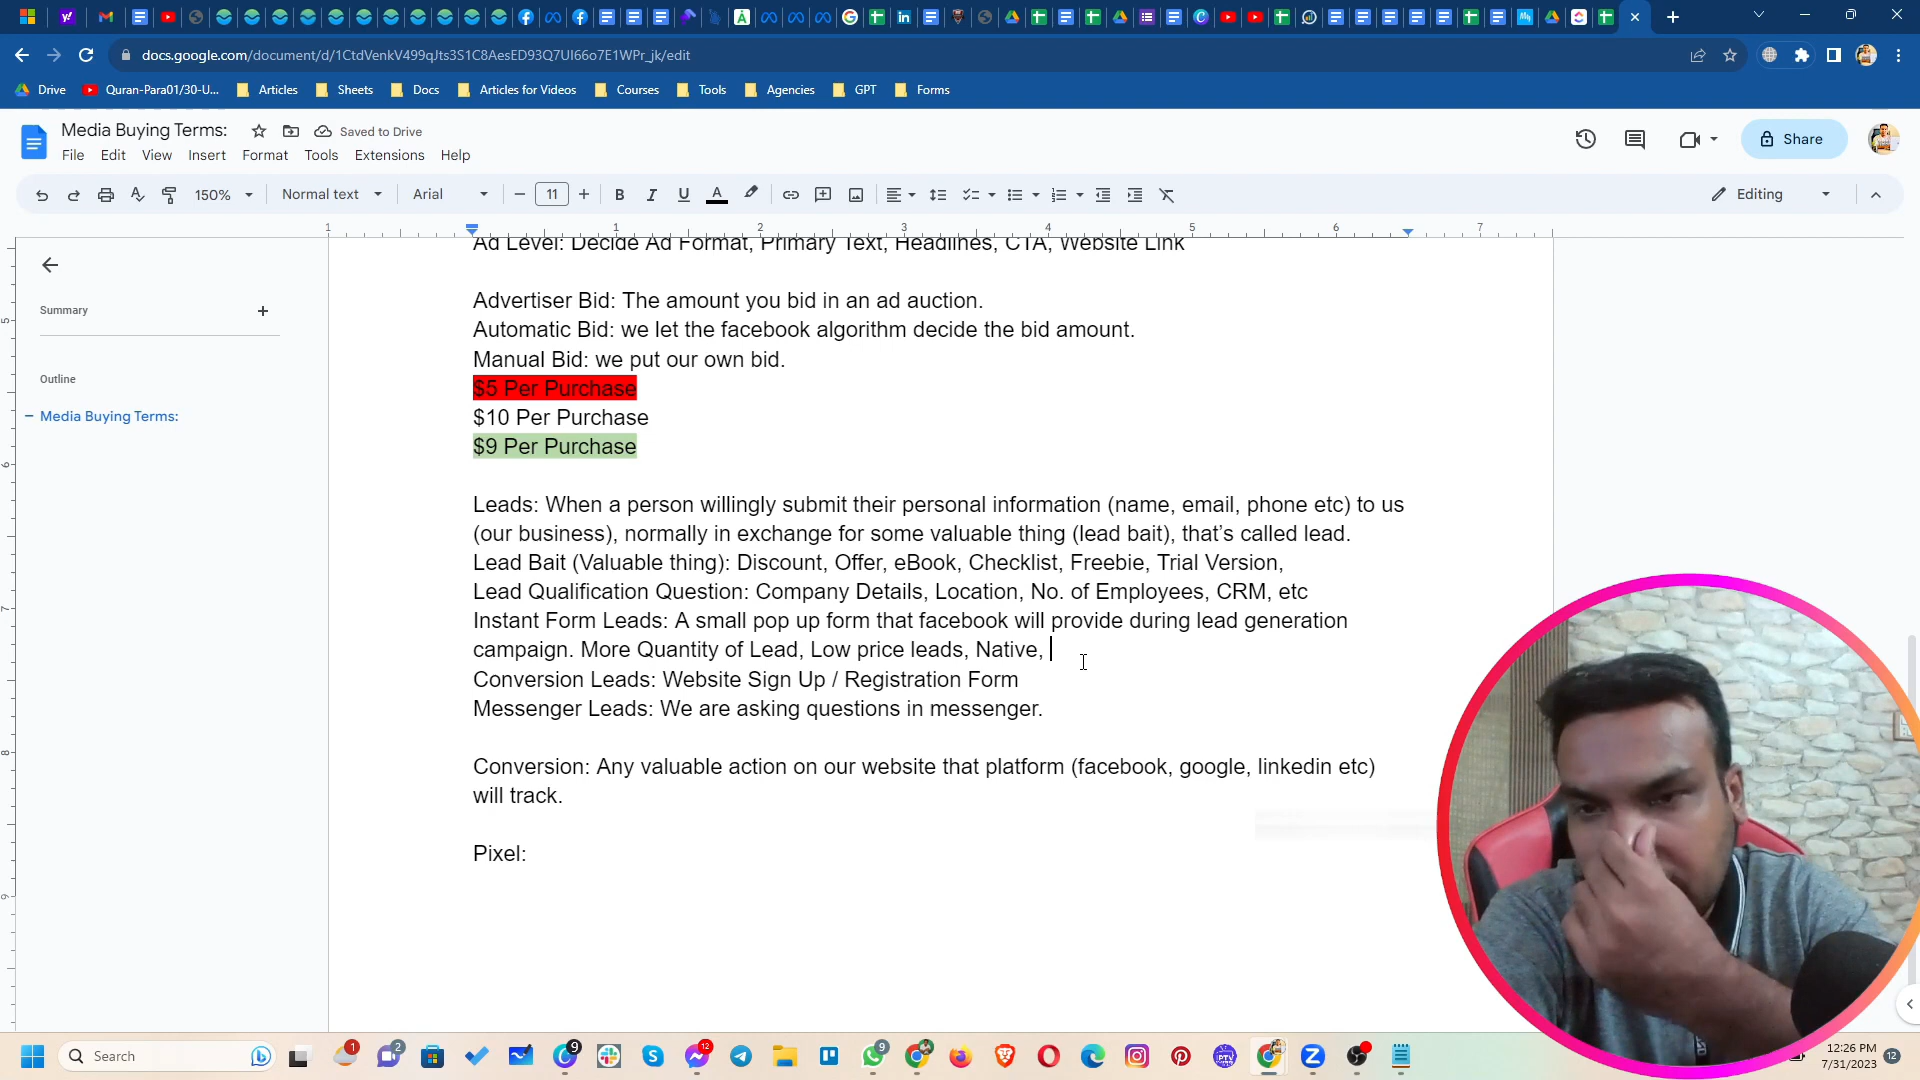 docs.google.com/document/d/1CtdVenkV499qJts3S1C8AesED93Q7UI66o7E1WPr_jk/edit
Drive
Quran-Para01/30-U...
Articles
Sheets
Docs
Articles for Videos
Courses
Tools
Agencies
GPT
Forms
Media Buying Terms:
Saved to Drive
Share
File Edit View Insert Format Tools Extensions Help
150%
Normal text
Arial
11
Editing
Ad Level: Decide Ad Format, Primary Text, Headlines, CTA, Website Link
Summary
Outline
Media Buying Terms:
Advertiser Bid: The amount you bid in an ad auction.
Automatic Bid: we let the facebook algorithm decide the bid amount.
Manual Bid: we put our own bid.
$5 Per Purchase
$10 Per Purchase
$9 Per Purchase
Leads: When a person willingly submit their personal information (name, email, phone etc) to us
(our business), normally in exchange for some valuable thing (lead bait), that’s called lead.
Lead Bait (Valuable thing): Discount, Offer, eBook, Checklist, Freebie, Trial Version,
Lead Qualification Question: Company Details, Location, No. of Employees, CRM, etc
Instant Form Leads: A small pop up form that facebook will provide during lead generation
campaign. More Quantity of Lead, Low price leads, Native,
Conversion Leads: Website Sign Up / Registration Form
Messenger Leads: We are asking questions in messenger.
Conversion: Any valuable action on our website that platform (facebook, google, linkedin etc)
will track.
Pixel:
Search
12:26 PM
7/31/2023